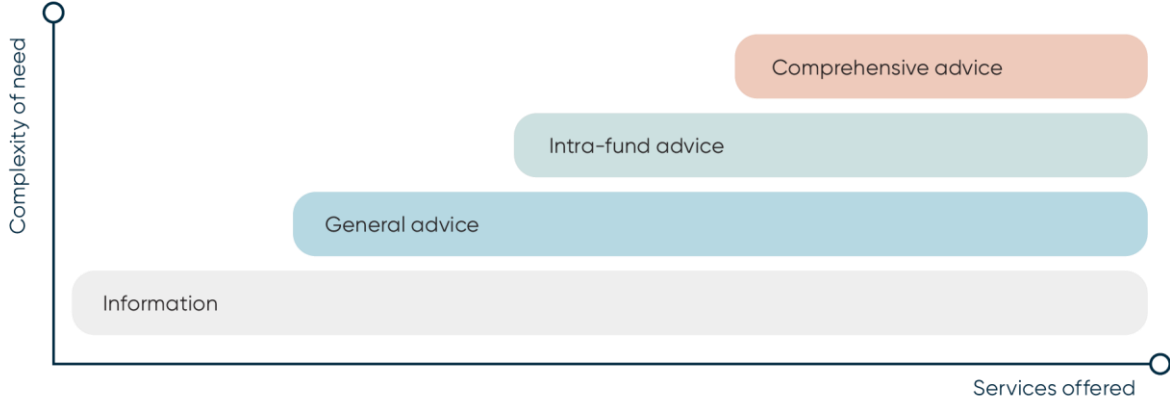 Complexity of need
Comprehensive advice
Intra-fund advice
General advice
Information
Services offered